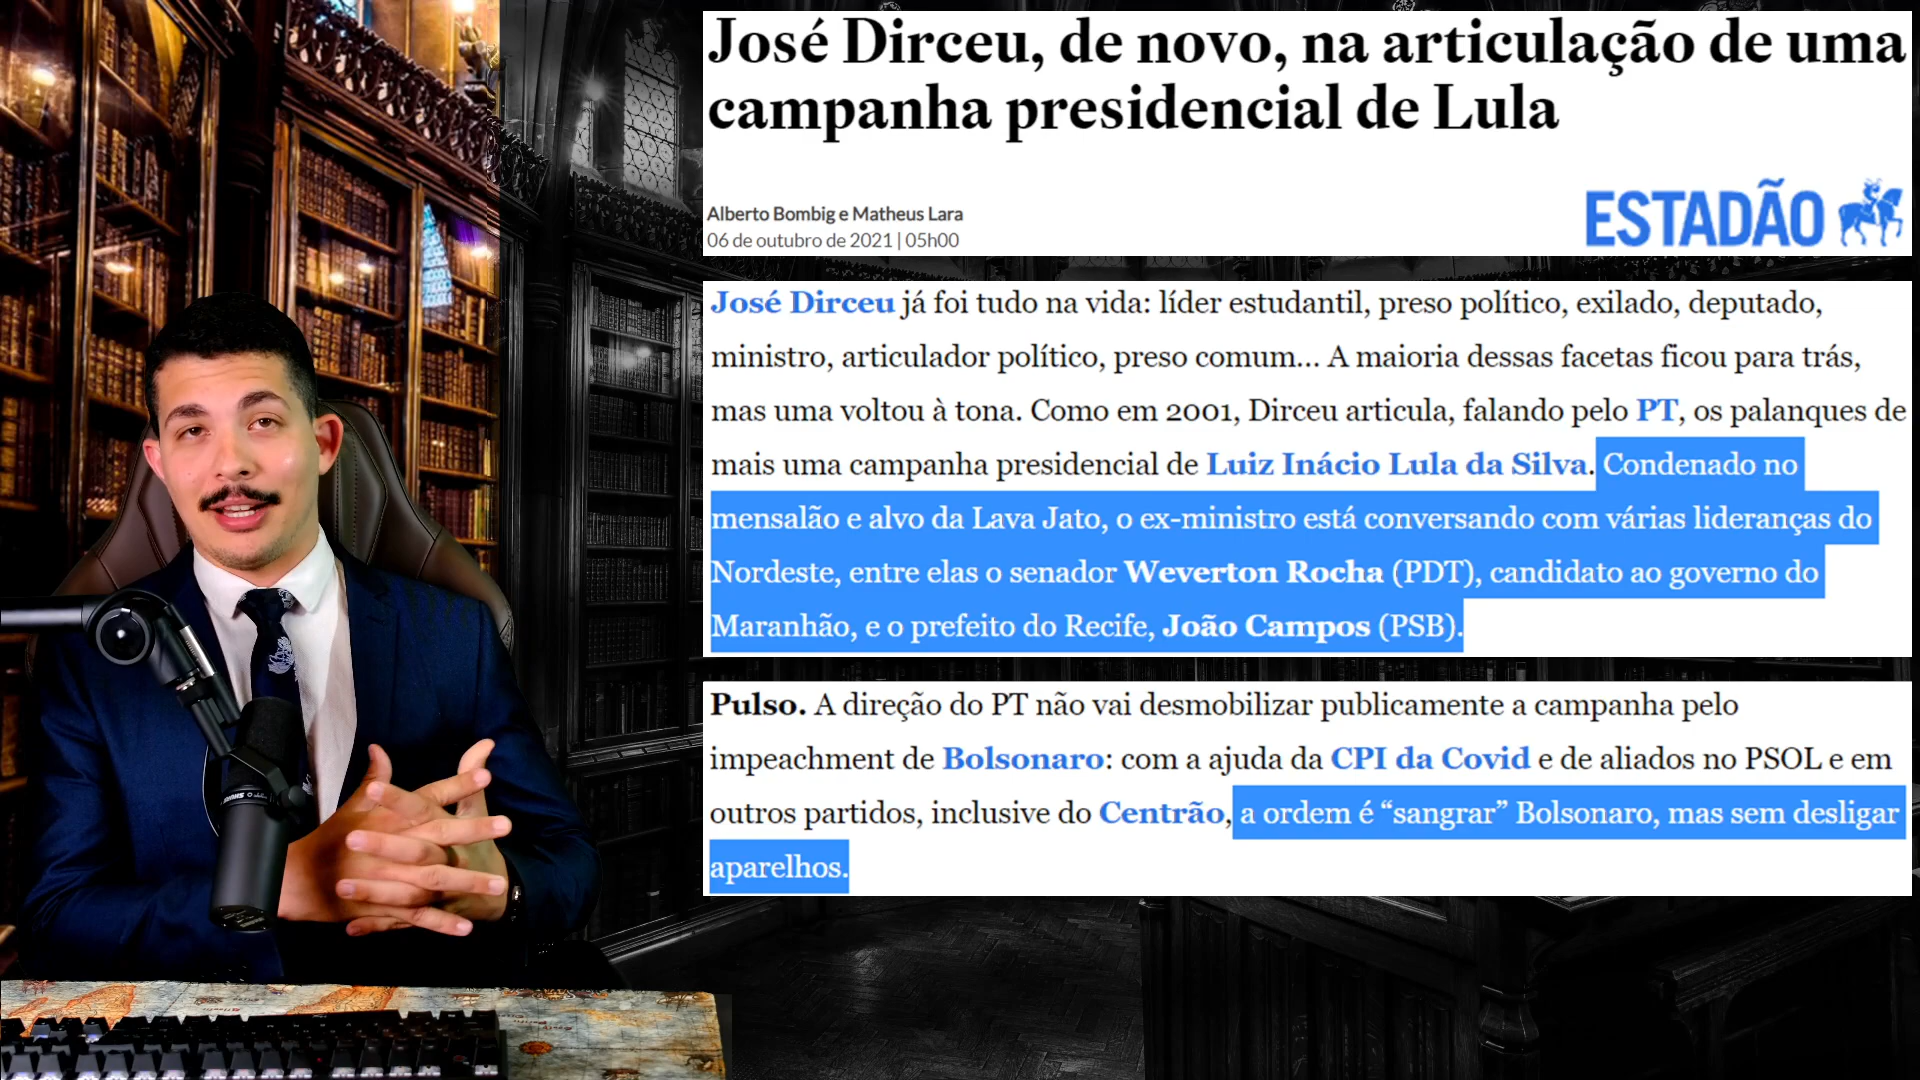 José Dirceu, de novo, na articulação de uma
campanha presidencial de Lula
Alberto Bombig e Matheus Lara
06 de outubro de 2021 | 05h00
ESTADÃO
José Dirceu já foi tudo na vida: líder estudantil, preso político, exilado, deputado,
ministro, articulador político, preso comum... A maioria dessas facetas ficou para trás,
mas uma voltou à tona. Como em 2001, Dirceu articula, falando pelo PT, os palanques de
mais uma campanha presidencial de Luiz Inácio Lula da Silva. Condenado no
mensalão e alvo da Lava Jato, o ex-ministro está conversando com várias lideranças do
Nordeste, entre elas o senador Weverton Rocha (PDT), candidato ao governo do
Maranhão, e o prefeito do Recife, João Campos (PSB).
Pulso. A direção do PT não vai desmobilizar publicamente a campanha pelo
impeachment de Bolsonaro: com a ajuda da CPI da Covid e de aliados no PSOL e em
outros partidos, inclusive do Centrão, a ordem é “sangrar” Bolsonaro, mas sem desligar
aparelhos.